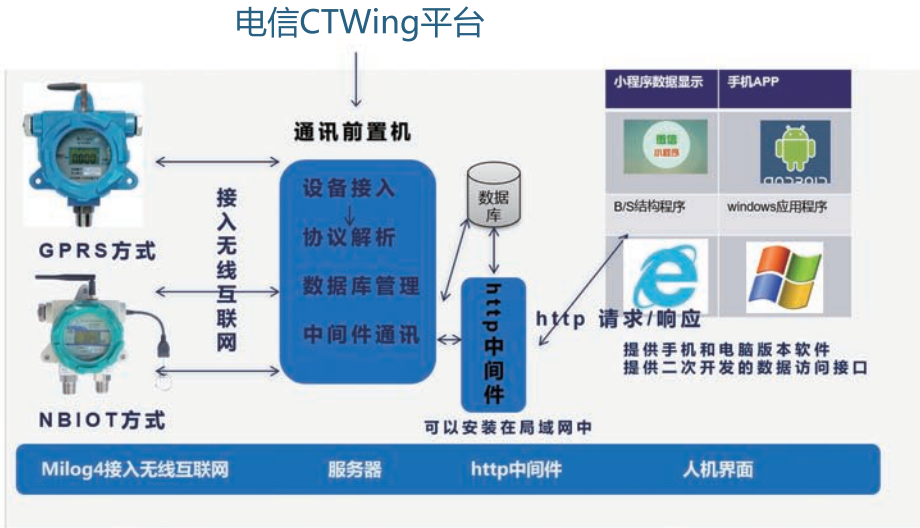 电信CTWing平台
小程序数据显示
手机APP
通讯前置机
微信
小程序
ANDROID
设备接入
数据库
接入无线互联网
B/S结构程序
windows应用程序
GPRS方式
协议解析
数据库管理
http中间件
http 请求/响应
中间件通讯
提供手机和电脑版本软件
提供二次开发的数据访问接口
NBIOT方式
可以安装在局域网中
Milog4接入无线互联网
服务器
http中间件
人机界面